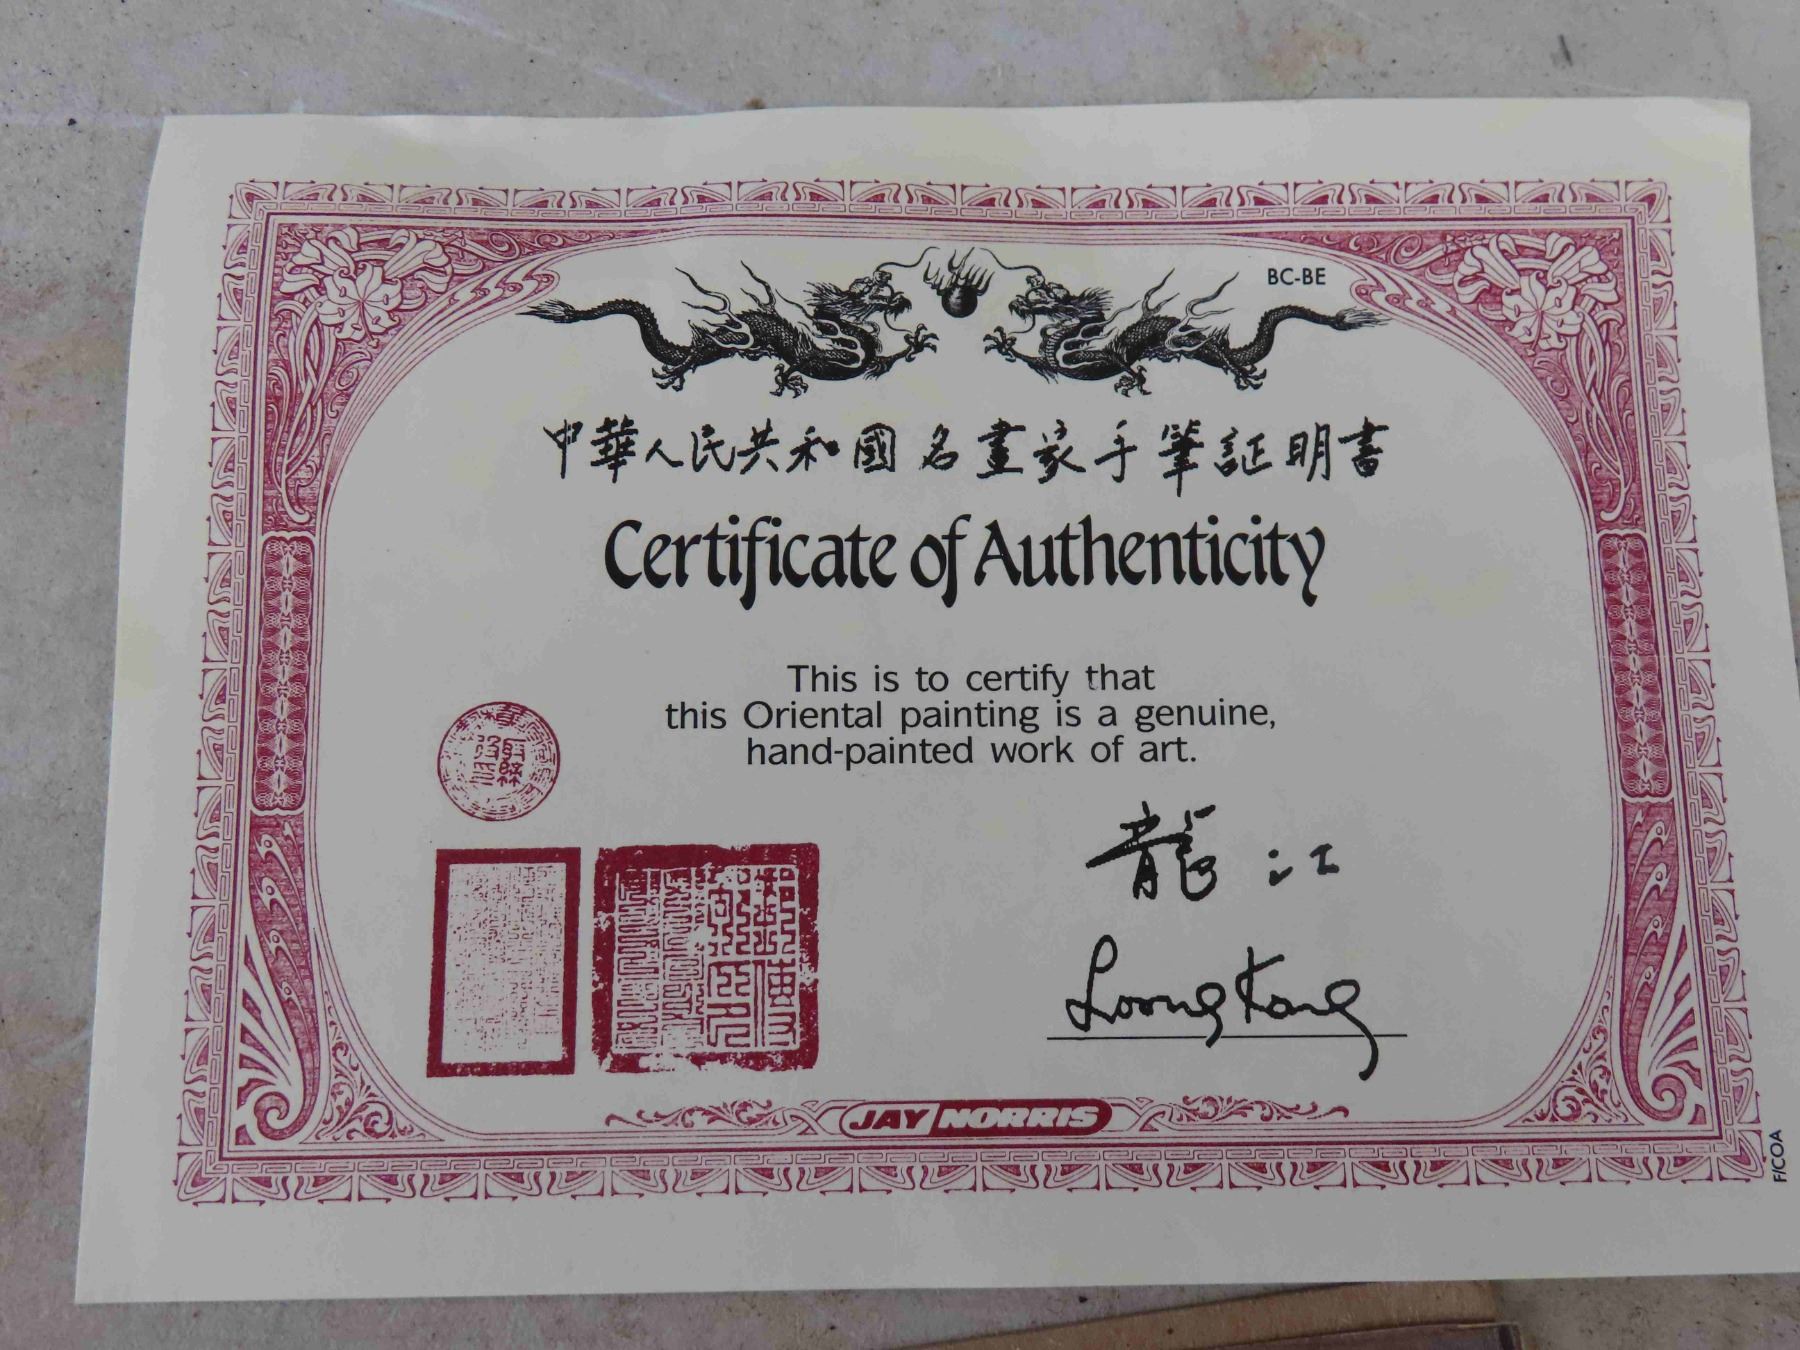 BC-BE
中華人民共和國名畫家手筆証明書
Certificate of Authenticity
This is to certify that
this Oriental painting is a genuine,
hand-painted work of art.
龍江
Loong Kong
JAY NORRIS
F/COA